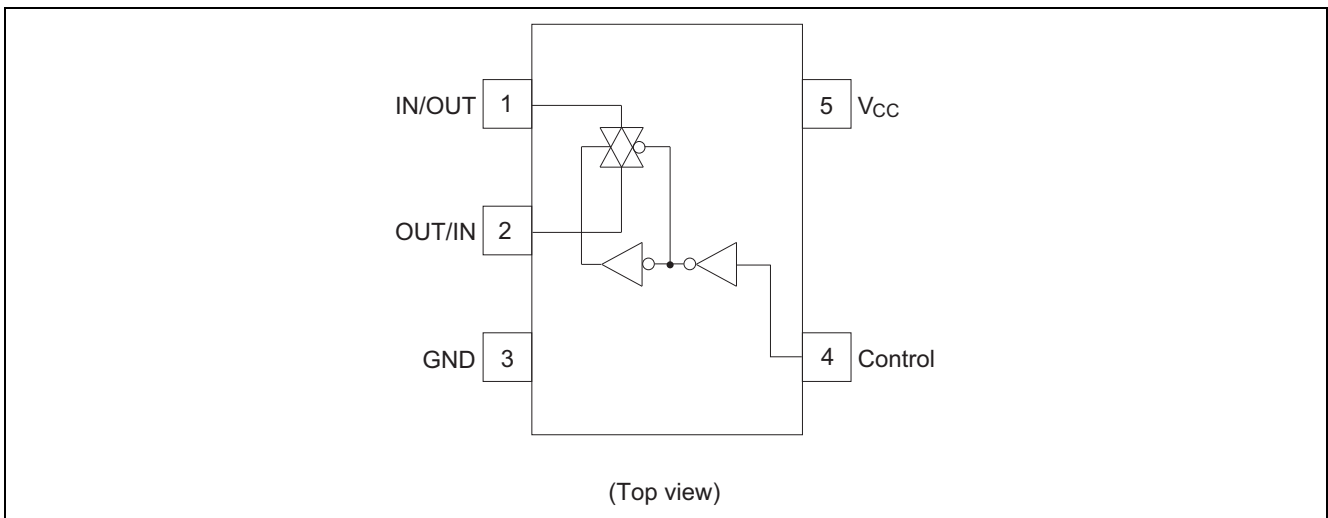 IN/OUT 1
5 VCC
OUT/IN 2
GND 3
4 Control
(Top view)